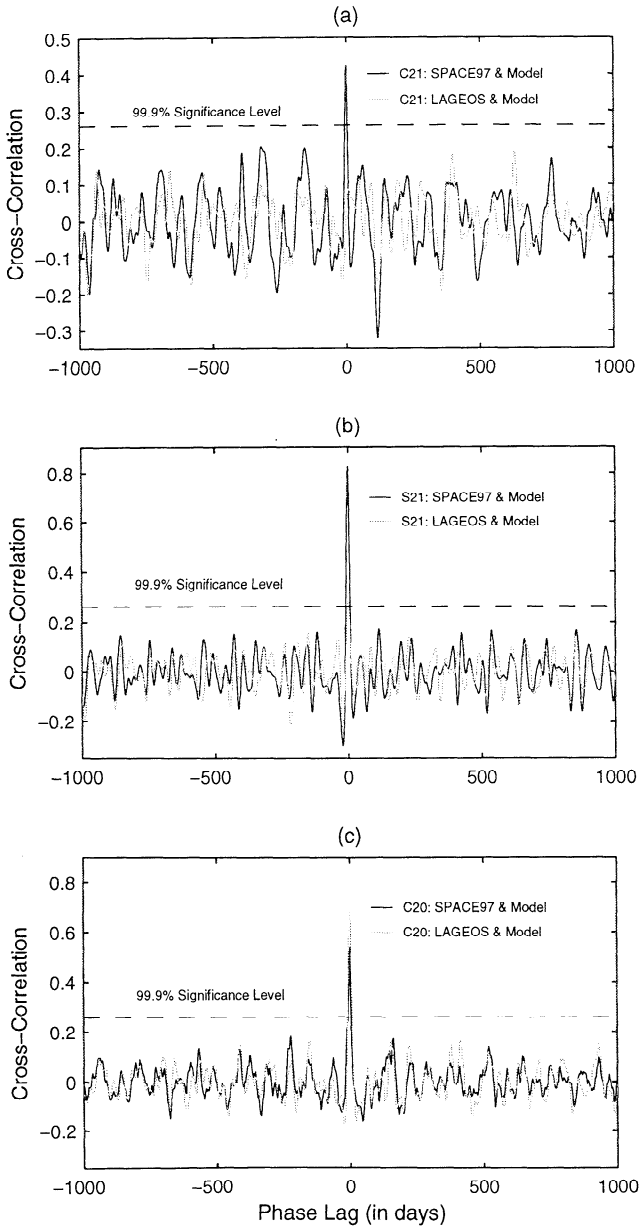 (a)
0.5
0.4
0.3
0.2
0.1
0
−0.1
−0.2
−0.3
Cross−Correlation
C21: SPACE97 & Model
C21: LAGEOS & Model
99.9% Significance Level
−1000 −500 0 500 1000
(b)
0.8
0.6
0.4
0.2
0
−0.2
Cross−Correlation
S21: SPACE97 & Model
S21: LAGEOS & Model
99.9% Significance Level
−1000 −500 0 500 1000
(c)
0.8
0.6
0.4
0.2
0
−0.2
Cross−Correlation
C20: SPACE97 & Model
C20: LAGEOS & Model
99.9% Significance Level
−1000 −500 0 500 1000
Phase Lag (in days)